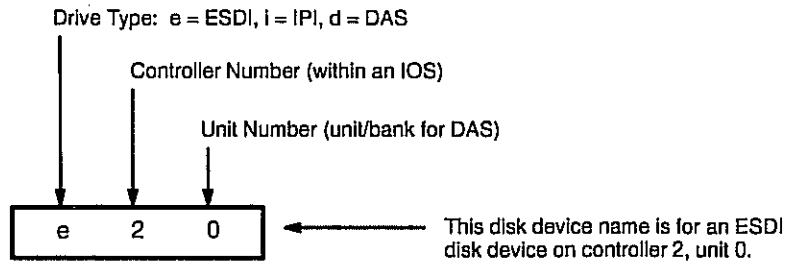 Drive Type: e = ESDI, i = IPI, d = DAS
Controller Number (within an IOS)
Unit Number (unit/bank for DAS)
e 2 0
This disk device name is for an ESDI
disk device on controller 2, unit 0.